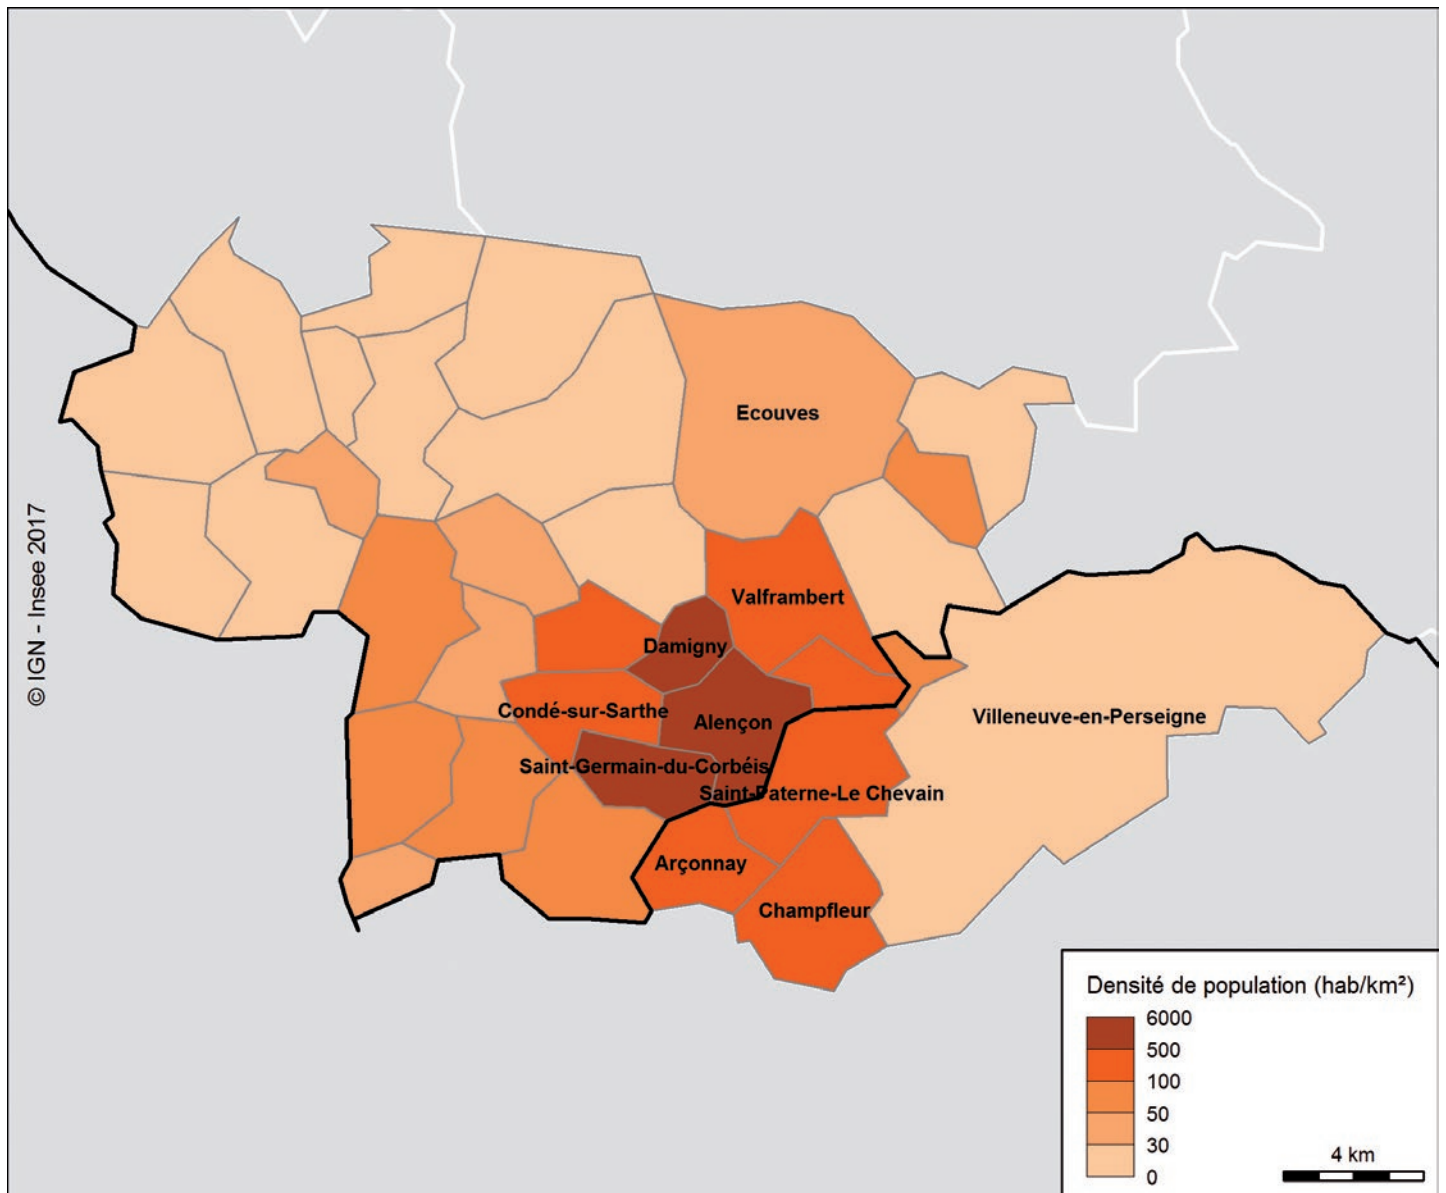 Ecouves
© IGN - Insee 2017
Valframbert
Damigny
Condé-sur-Sarthe
Alençon
Villeneuve-en-Perseigne
Saint-Germain-du-Corbéis
Saint-Paterne-Le Chevain
Arçonnay
Champfleur
Densité de population (hab/km²)
6000
500
100
50
30
0
4 km